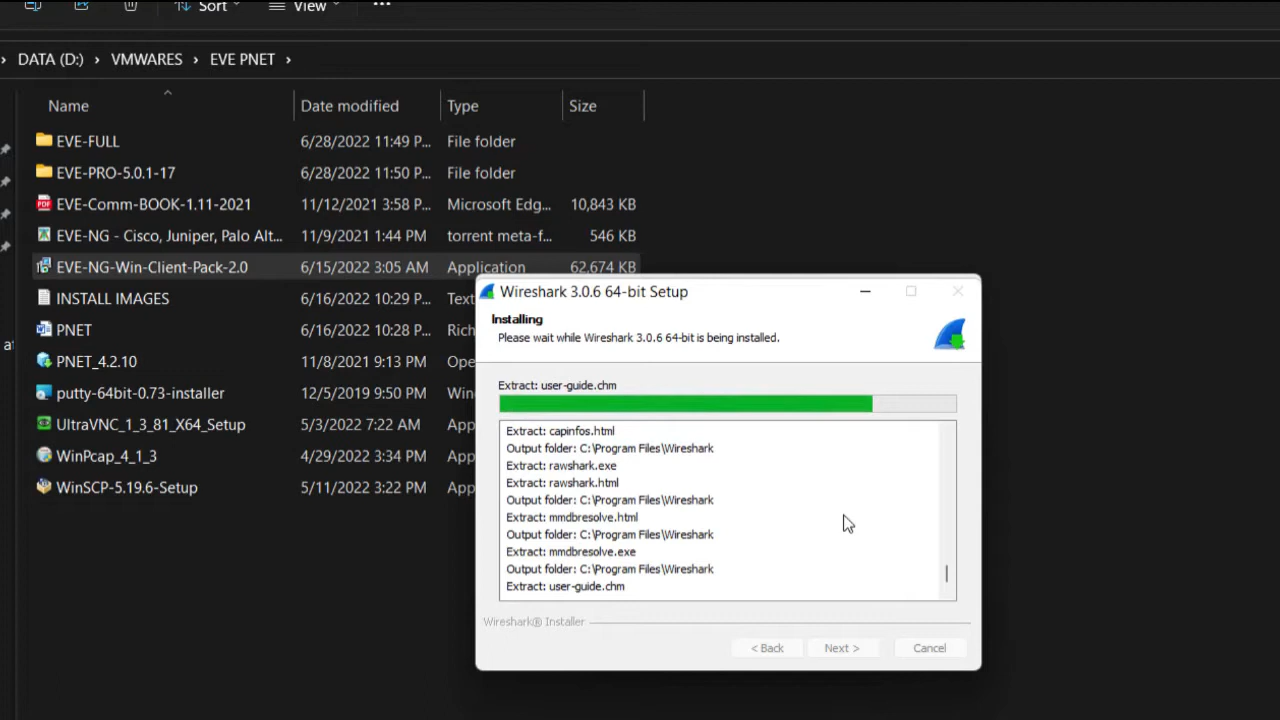 Sort
View
DATA (D:) › VMWARES › EVE PNET ›
Name Date modified Type Size
EVE-FULL 6/28/2022 11:49 P... File folder
EVE-PRO-5.0.1-17 6/28/2022 11:50 P... File folder
EVE-Comm-BOOK-1.11-2021 11/12/2021 3:58 P... Microsoft Edg... 10,843 KB
EVE-NG - Cisco, Juniper, Palo Alt... 11/9/2021 1:44 PM torrent meta-f... 546 KB
EVE-NG-Win-Client-Pack-2.0 6/15/2022 3:05 AM Application 62,674 KB
INSTALL IMAGES 6/16/2022 10:29 P... Text
PNET 6/16/2022 10:28 P... Rich
PNET_4.2.10 11/8/2021 9:13 PM Ope
putty-64bit-0.73-installer 12/5/2019 9:50 PM Wind
UltraVNC_1_3_81_X64_Setup 5/3/2022 7:22 AM App
WinPcap_4_1_3 4/29/2022 3:34 PM App
WinSCP-5.19.6-Setup 5/11/2022 3:22 PM App
Wireshark 3.0.6 64-bit Setup
Installing
Please wait while Wireshark 3.0.6 64-bit is being installed.
Extract: user-guide.chm
Extract: capinfos.html
Output folder: C:\Program Files\Wireshark
Extract: rawshark.exe
Extract: rawshark.html
Output folder: C:\Program Files\Wireshark
Extract: mmdbresolve.html
Output folder: C:\Program Files\Wireshark
Extract: mmdbresolve.exe
Output folder: C:\Program Files\Wireshark
Extract: user-guide.chm
Wireshark® Installer
< Back Next > Cancel